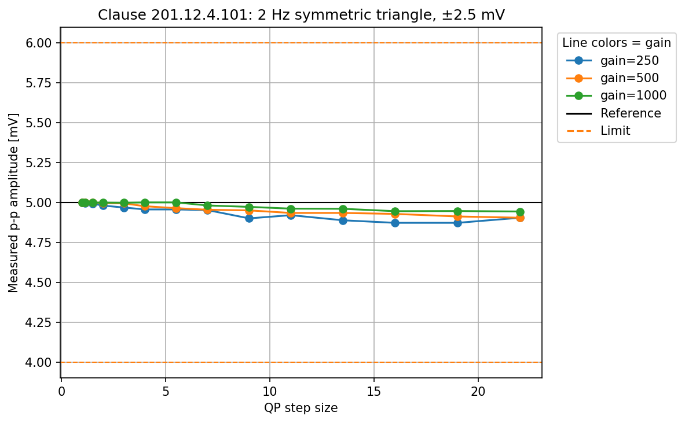 Clause 201.12.4.101: 2 Hz symmetric triangle, ±2.5 mV
Measured p-p amplitude [mV]
6.00
5.75
5.50
5.25
5.00
4.75
4.50
4.25
4.00
0
5
10
15
20
QP step size
Line colors = gain
gain=250
gain=500
gain=1000
Reference
Limit